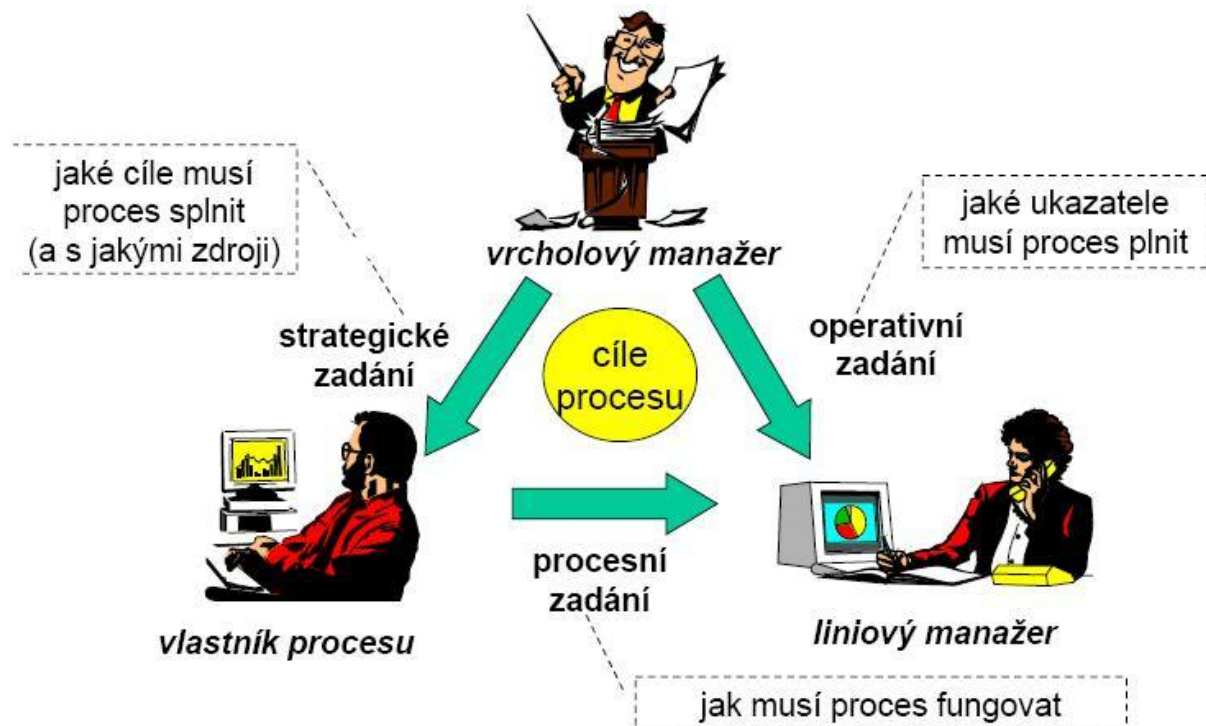 jaké cíle musí
proces splnit
(a s jakými zdroji)
jaké ukazatele
musí proces plnit
vrcholový manažer
strategické
zadání
cíle
procesu
operativní
zadání
procesní
zadání
vlastník procesu
liniový manažer
jak musí proces fungovat